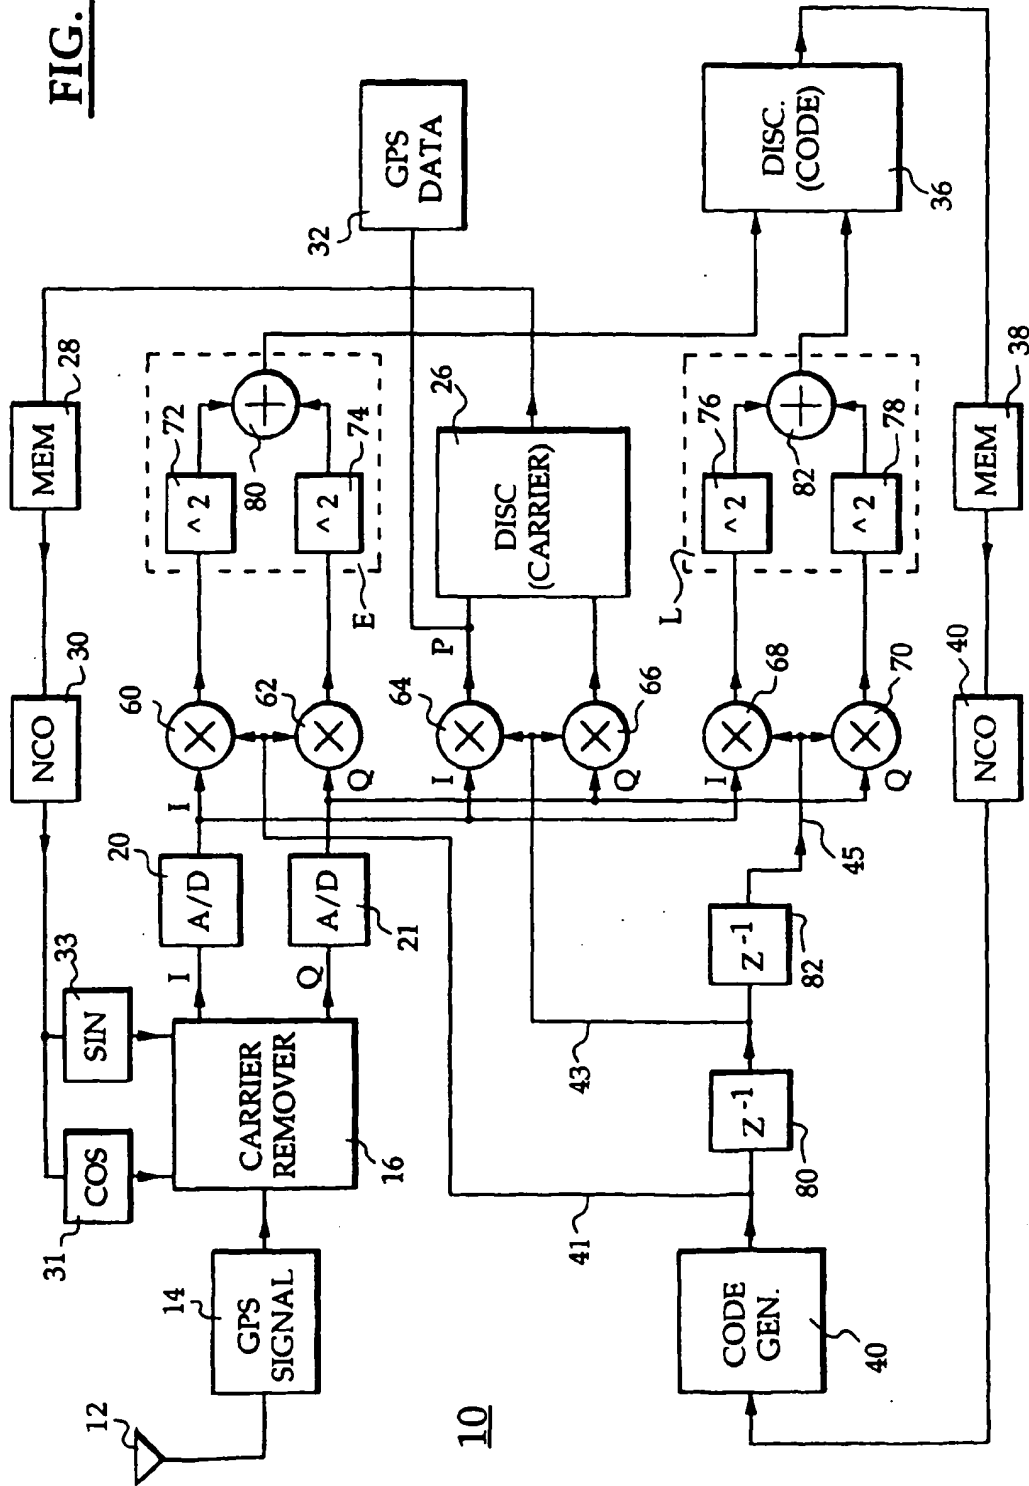 FIG.
10
12
14
GPS
SIGNAL
31
COS
33
SIN
CARRIER
REMOVER
16
I
Q
20
A/D
A/D
21
I
Q
NCO
30
MEM
28
60
62
72
^ 2
^ 2
74
80
E
64
I
Q
66
P
26
DISC
(CARRIER)
32
GPS
DATA
I
Q
68
70
L
76
^ 2
^ 2
78
82
DISC.
(CODE)
36
CODE
GEN.
40
41
Z -1
80
43
Z -1
82
45
NCO
40
MEM
38